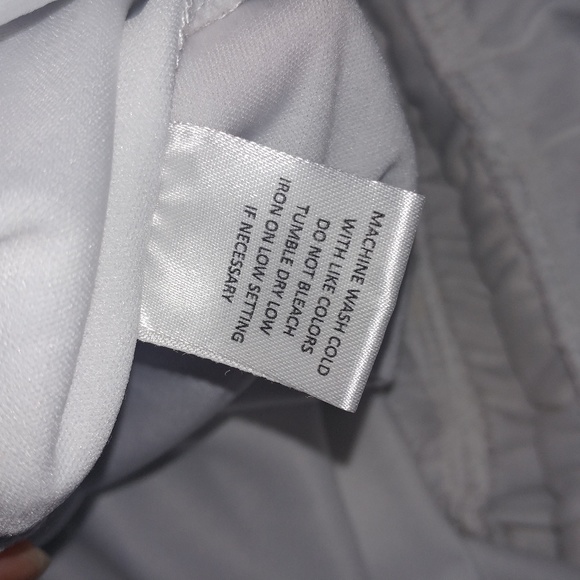 MACHINE WASH COLD
WITH LIKE COLORS
DO NOT BLEACH
TUMBLE DRY LOW
IRON ON LOW SETTING
IF NECESSARY